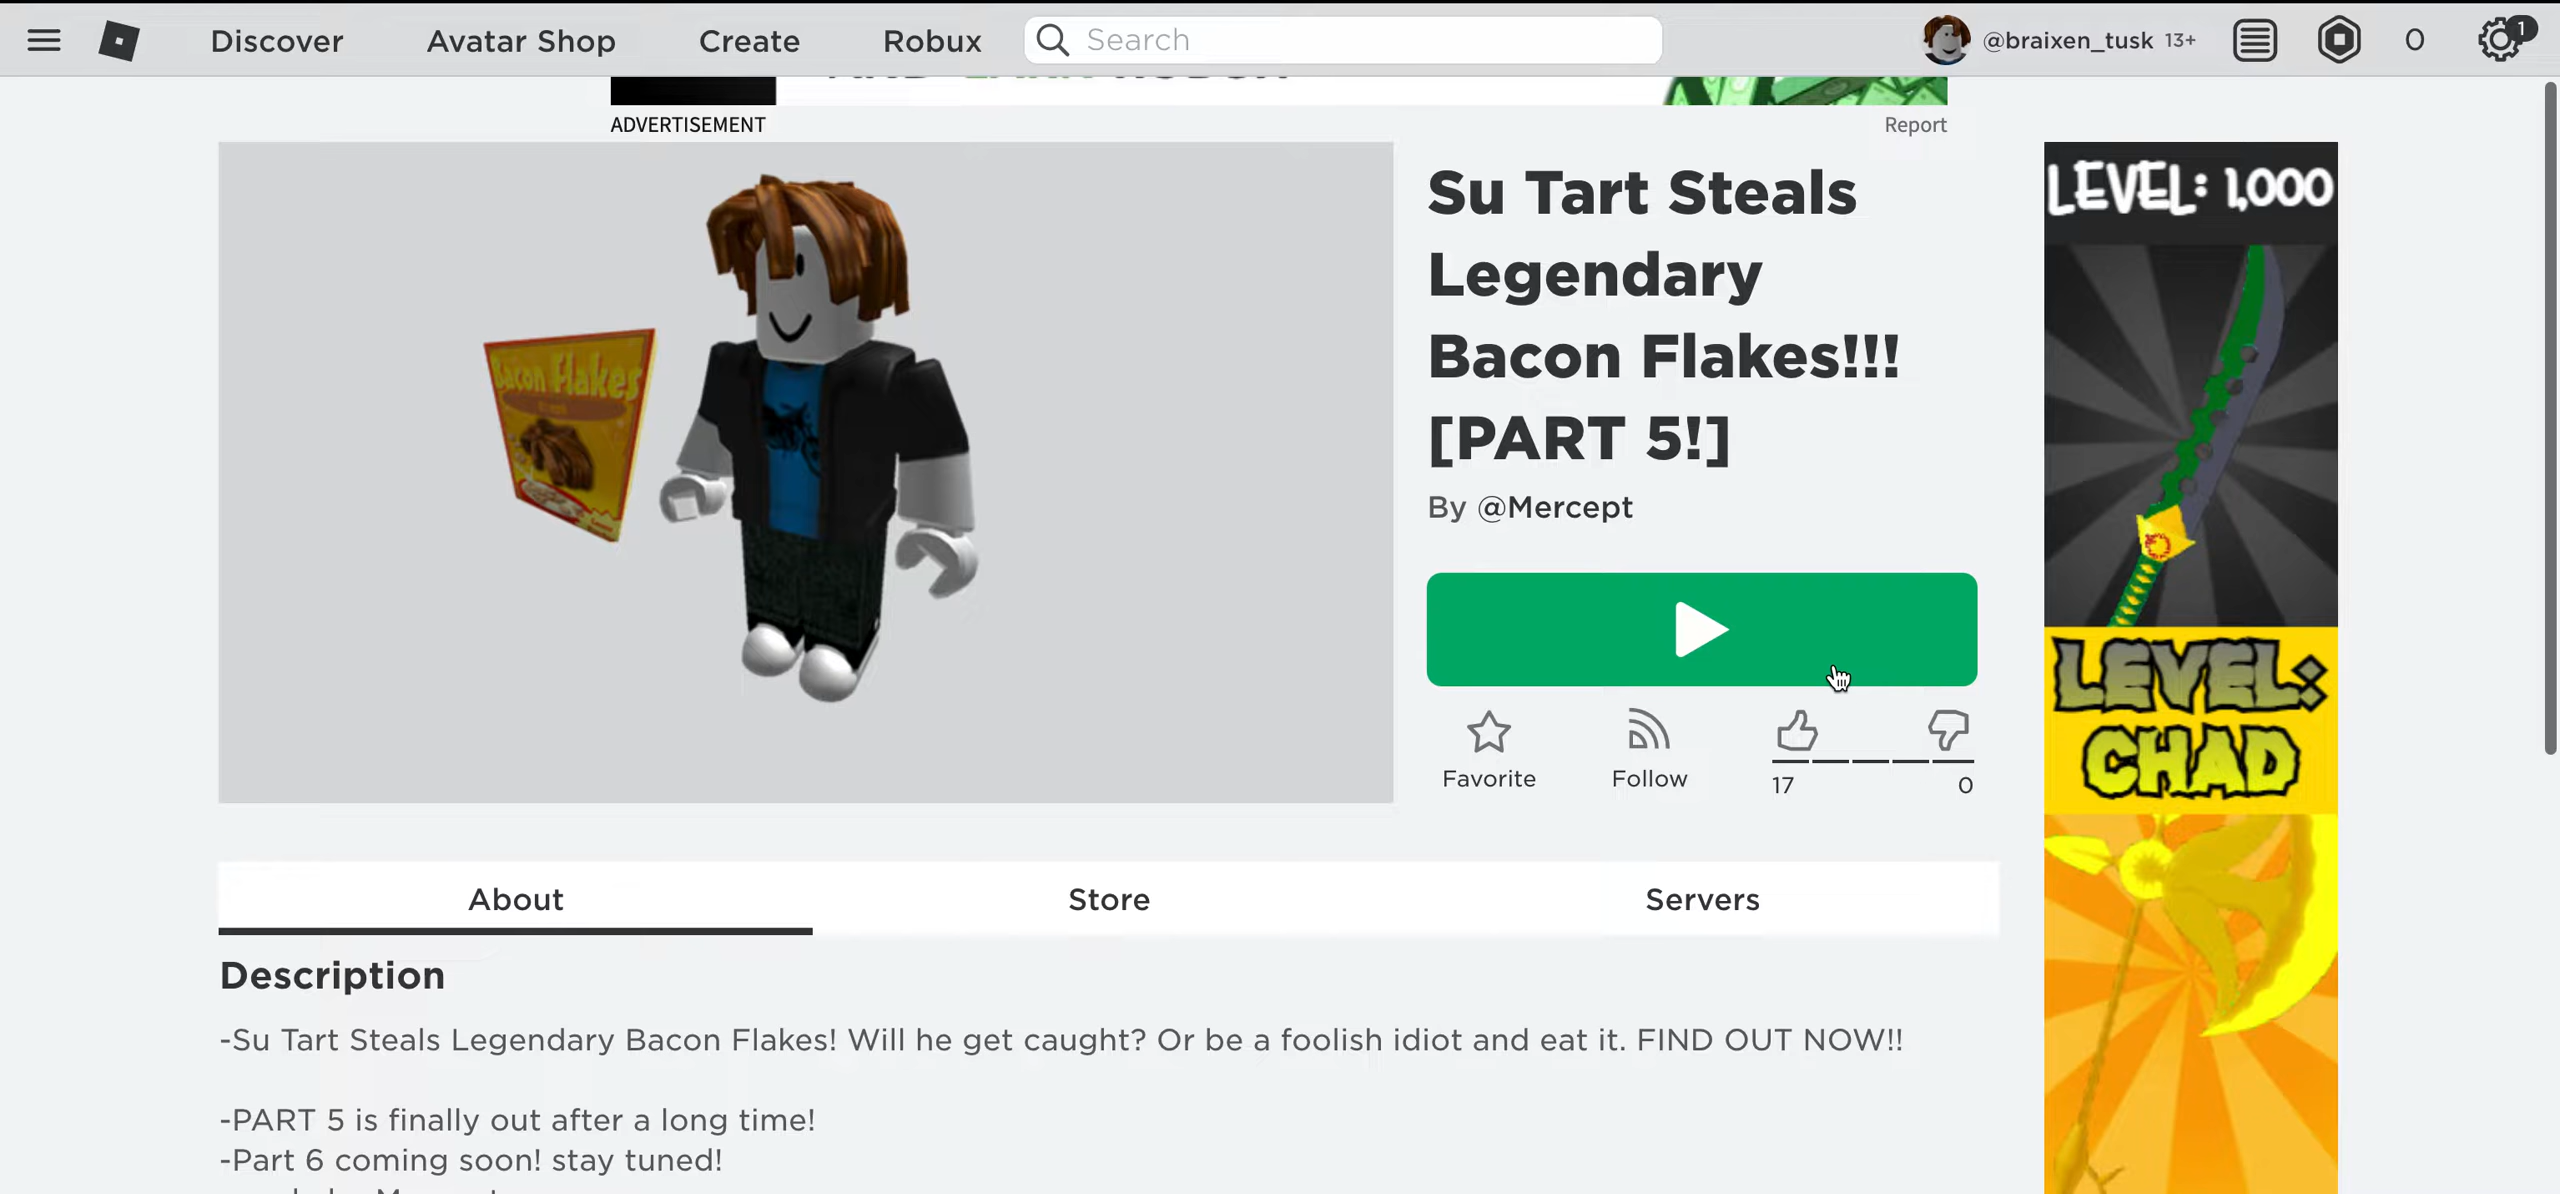 Discover
Avatar Shop
Create
Robux
Search
@braixen_tusk 13+
0
1
ADVERTISEMENT
Report
Bacon Flakes
Su Tart Steals
Legendary
Bacon Flakes!!!
[PART 5!]
By @Mercept
Favorite
Follow
17
0
LEVEL: 1,000
LEVEL:
CHAD
About
Store
Servers
Description
-Su Tart Steals Legendary Bacon Flakes! Will he get caught? Or be a foolish idiot and eat it. FIND OUT NOW!!
-PART 5 is finally out after a long time!
-Part 6 coming soon! stay tuned!